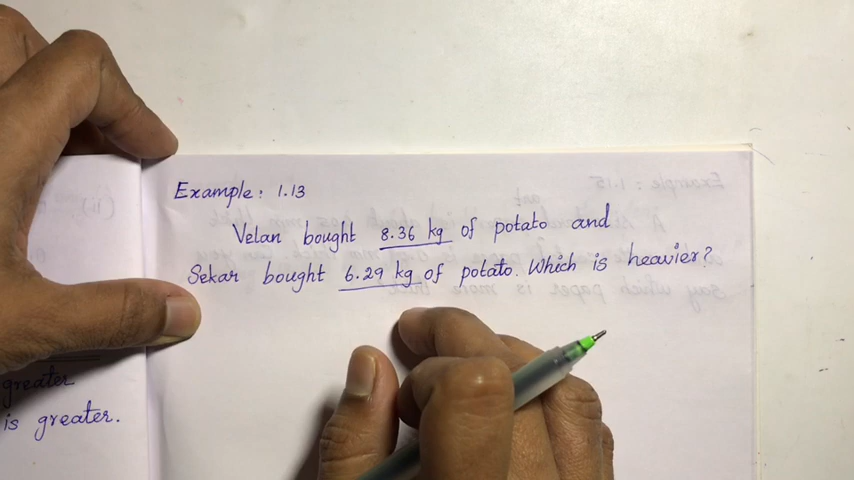 Example: 1.13
Velan bought 8.36 kg of potato and
Sekar bought 6.29 kg of potato. Which is heavier?
greater
is greater.